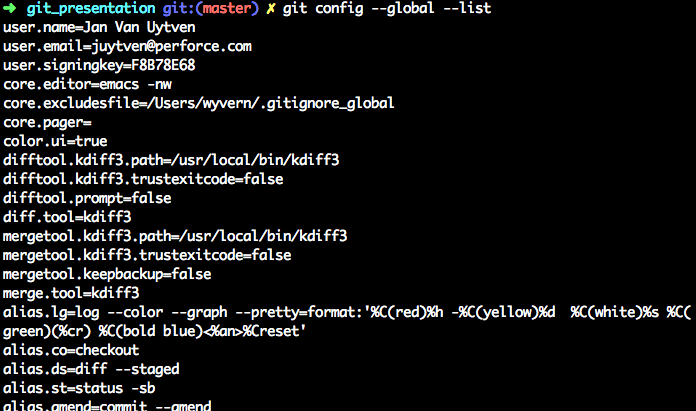 ➜ git_presentation git:(master) ✗ git config --global --list
user.name=Jan Van Uytven
user.email=juytven@perforce.com
user.signingkey=F8B78E68
core.editor=emacs -nw
core.excludesfile=/Users/wyvern/.gitignore_global
core.pager=
color.ui=true
difftool.kdiff3.path=/usr/local/bin/kdiff3
difftool.kdiff3.trustexitcode=false
difftool.prompt=false
diff.tool=kdiff3
mergetool.kdiff3.path=/usr/local/bin/kdiff3
mergetool.kdiff3.trustexitcode=false
mergetool.keepbackup=false
merge.tool=kdiff3
alias.lg=log --color --graph --pretty=format:'%C(red)%h -%C(yellow)%d  %C(white)%s %C(
green)(%cr) %C(bold blue)<%an>%Creset'
alias.co=checkout
alias.ds=diff --staged
alias.st=status -sb
alias.amend=commit --amend